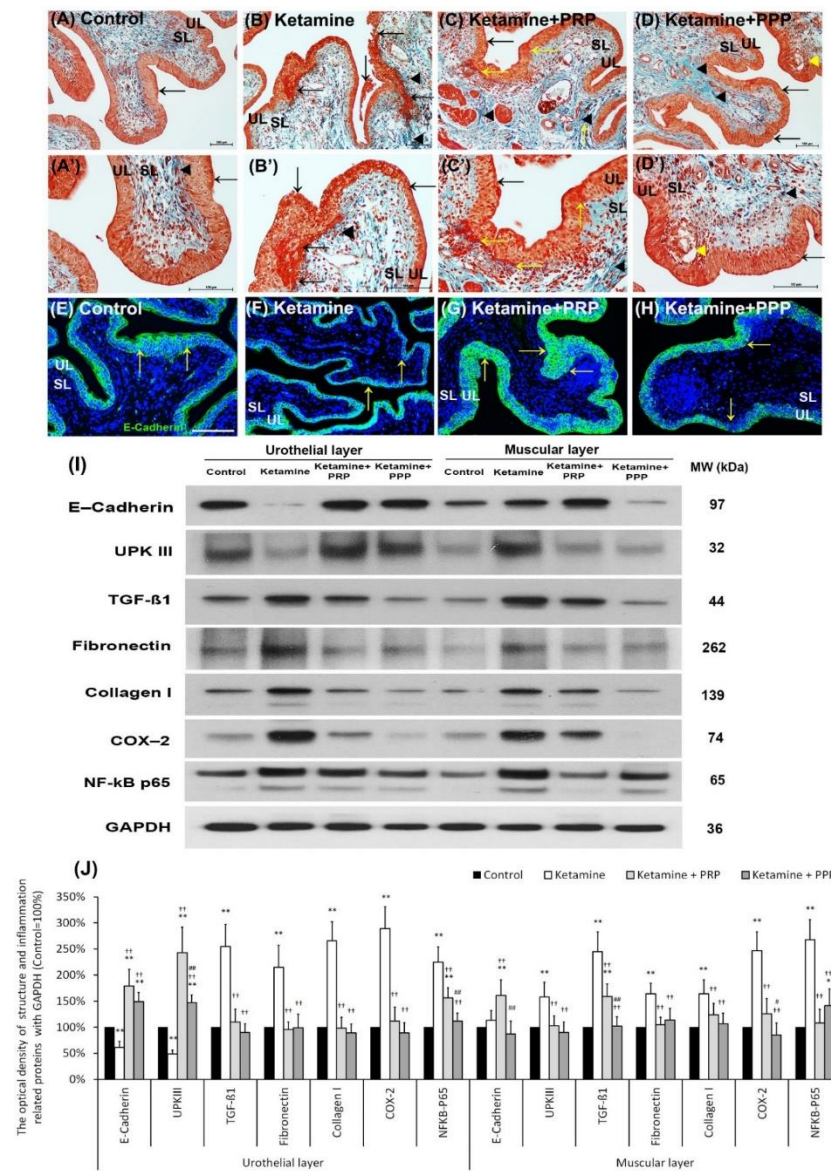 (A) Control
(B) Ketamine
(C) Ketamine+PRP
(D) Ketamine+PPP
UL
SL
UL
SL
SL
UL
SL
UL
(A')
UL
SL
(B')
SL UL
(C')
UL
SL
(D')
UL
SL
(E) Control
(F) Ketamine
(G) Ketamine+PRP
(H) Ketamine+PPP
UL
SL
E-Cadherin
SL
UL
SL
UL
SL
UL
(I)
Urothelial layer
Muscular layer
Control
Ketamine
Ketamine+
PRP
Ketamine+
PPP
Control
Ketamine
Ketamine+
PRP
Ketamine+
PPP
MW (kDa)
E–Cadherin
97
UPK III
32
TGF-ß1
44
Fibronectin
262
Collagen I
139
COX–2
74
NF-kB p65
65
GAPDH
36
(J)
Control
Ketamine
Ketamine + PRP
Ketamine + PPP
The optical density of structure and inflammation
related proteins with GAPDH (Control=100%)
350%
300%
250%
200%
150%
100%
50%
0%
** †† ** †† **
** †† ** ## †† **
** †† ††
** †† ††
** †† ††
** †† ††
** †† ** ## ††
†† ** ##
** †† ††
** †† ** ## ††
** ††
** †† ††
** †† # ††
** †† †† *
E-Cadherin
UPKIII
TGF-ß1
Fibronectin
Collagen I
COX-2
NFKB-P65
E-Cadherin
UPKIII
TGF-ß1
Fibronectin
Collagen I
COX-2
NFKB-P65
Urothelial layer
Muscular layer